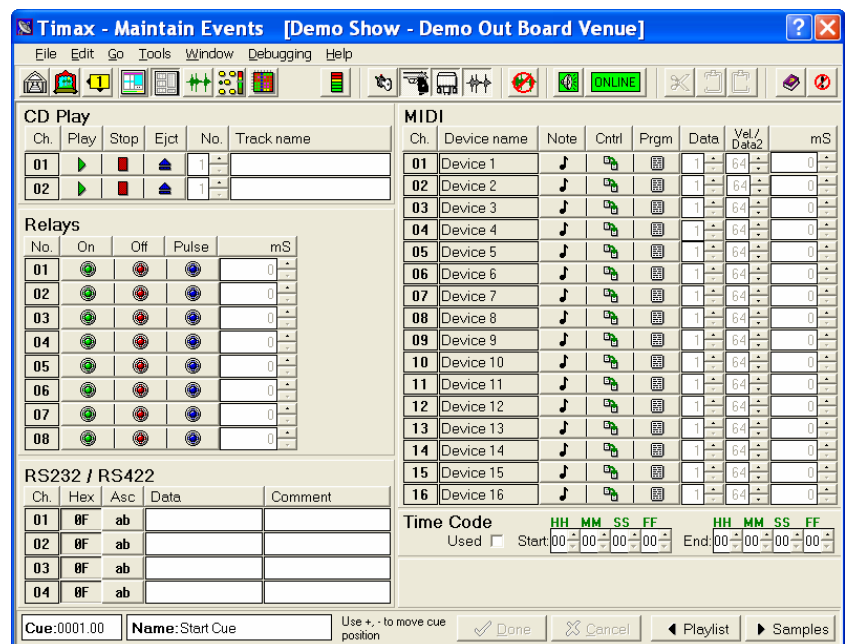 Timax - Maintain Events [Demo Show - Demo Out Board Venue]
File Edit Go Tools Window Debugging Help
1 ONLINE
CD Play
Ch. Play Stop Ejct No. Track name
01 1
02 1
Relays
No. On Off Pulse mS
01 0
02 0
03 0
04 0
05 0
06 0
07 0
08 0
RS232 / RS422
Ch. Hex Asc Data Comment
01 0F ab
02 0F ab
03 0F ab
04 0F ab
MIDI
Ch. Device name Note Cntrl Prgm Data Vel./Data2 mS
01 Device 1 1 64 0
02 Device 2 1 64 0
03 Device 3 1 64 0
04 Device 4 1 64 0
05 Device 5 1 64 0
06 Device 6 1 64 0
07 Device 7 1 64 0
08 Device 8 1 64 0
09 Device 9 1 64 0
10 Device 10 1 64 0
11 Device 11 1 64 0
12 Device 12 1 64 0
13 Device 13 1 64 0
14 Device 14 1 64 0
15 Device 15 1 64 0
16 Device 16 1 64 0
Time Code HH MM SS FF HH MM SS FF
Used Start: 00 00 00 00 End: 00 00 00 00
Cue: 0001.00 Name: Start Cue Use +, - to move cue position Done Cancel Playlist Samples